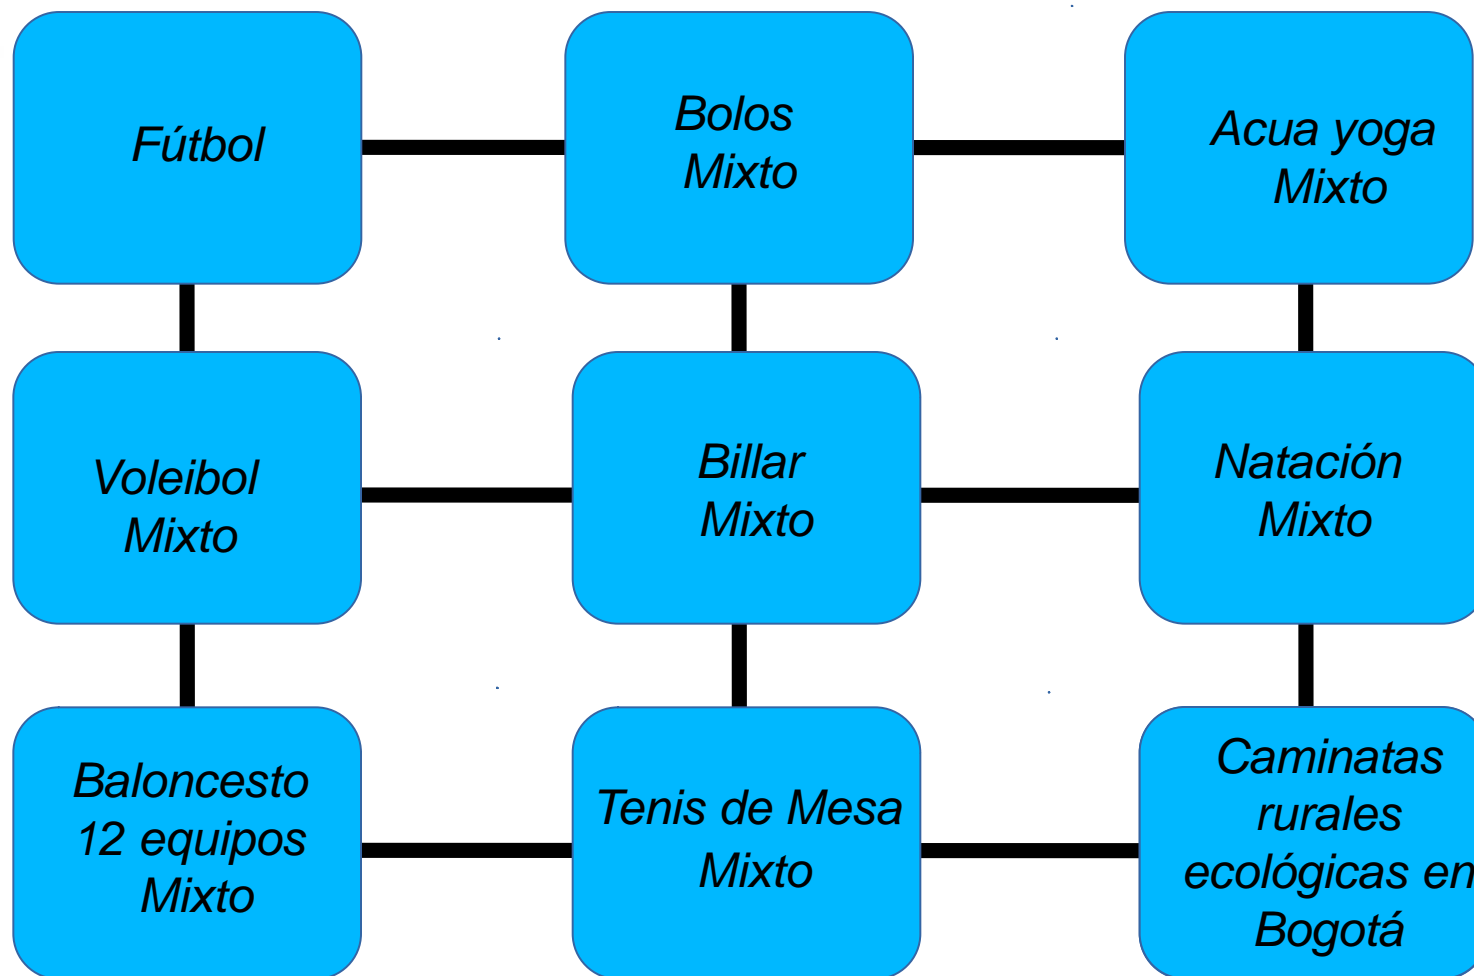 Fútbol
Bolos
Mixto
Acua yoga
Mixto
Voleibol
Mixto
Billar
Mixto
Natación
Mixto
Baloncesto
12 equipos
Mixto
Tenis de Mesa
Mixto
Caminatas
rurales
ecológicas en
Bogotá